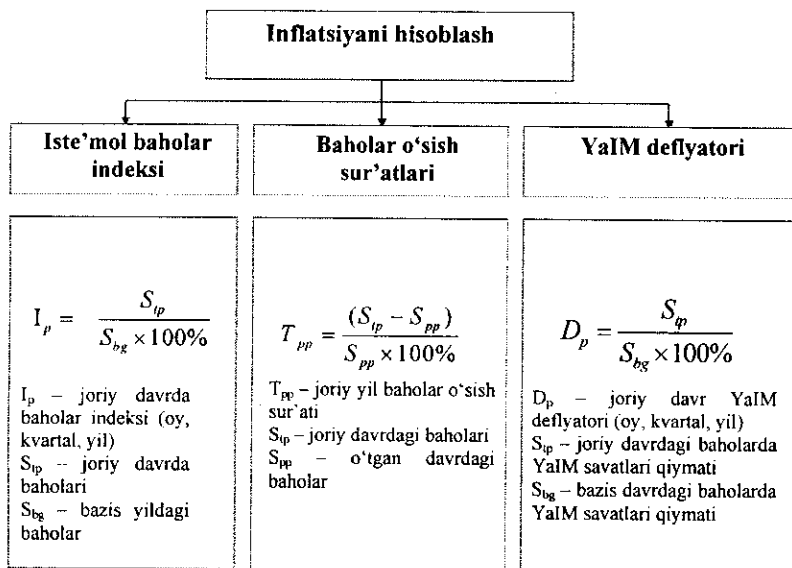 Inflatsiyani hisoblash
Iste'mol baholar
indeksi
Baholar o‘sish
sur’atlari
YaIM deflyatori
I_p = S_tp / S_bg × 100%
I_p – joriy davrda
baholar indeksi (oy,
kvartal, yil)
S_tp – joriy davrda
baholari
S_bg – bazis yildagi
baholar
T_pp = (S_tp – S_pp) / S_pp × 100%
T_pp – joriy yil baholar o‘sish
sur`ati
S_tp – joriy davrdagi baholari
S_pp – o‘tgan davrdagi
baholar
D_p = S_tp / S_bg × 100%
D_p – joriy davr YaIM
deflyatori (oy, kvartal, yil)
S_tp – joriy davrdagi baholarda
YaIM savatlari qiymati
S_bg – bazis davrdagi baholarda
YaIM savatlari qiymati